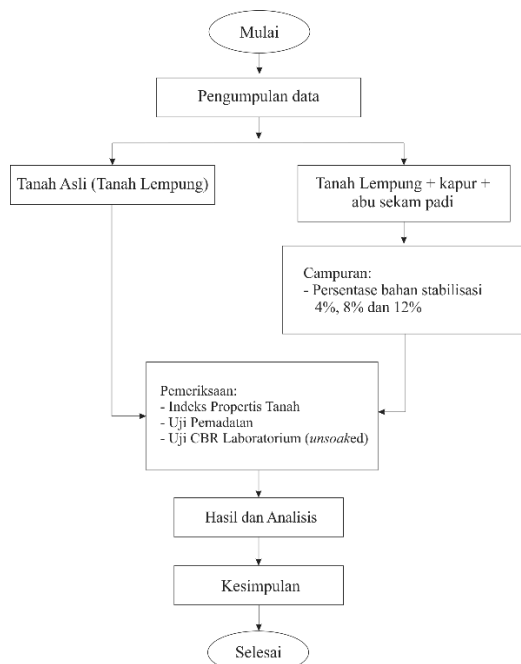 Mulai
Pengumpulan data
Tanah Asli (Tanah Lempung)
Tanah Lempung + kapur +
abu sekam padi
Campuran:
- Persentase bahan stabilisasi
4%, 8% dan 12%
Pemeriksaan:
- Indeks Propertis Tanah
- Uji Pemadatan
- Uji CBR Laboratorium (unsoaked)
Hasil dan Analisis
Kesimpulan
Selesai